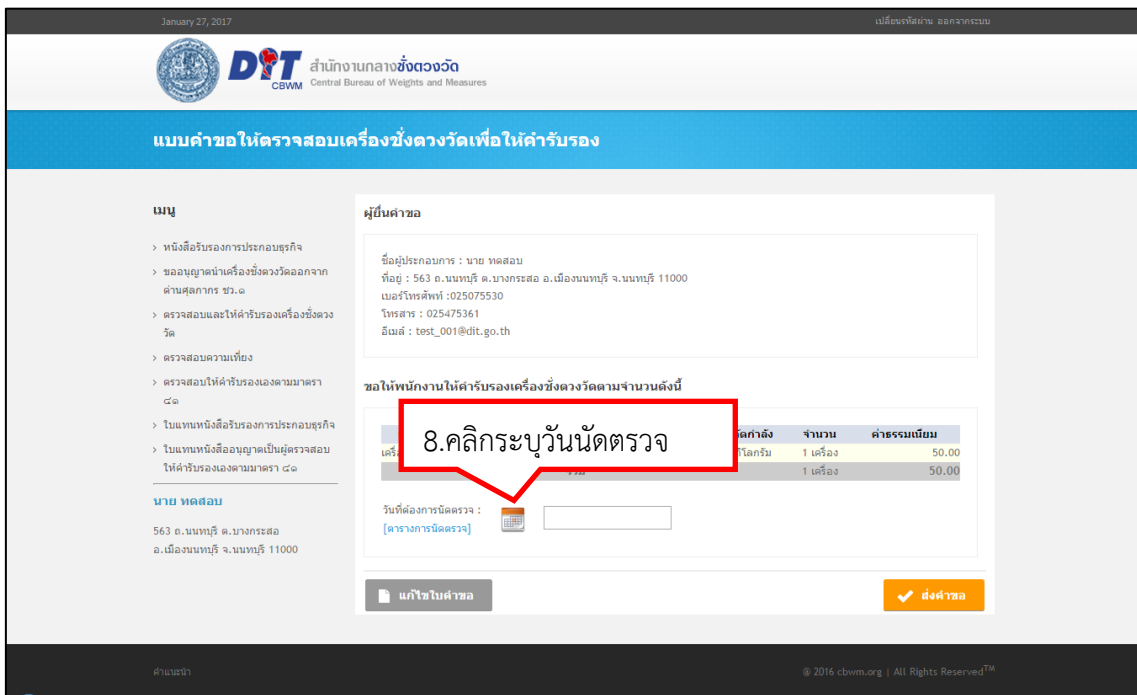 January 27, 2017
เปลี่ยนรหัสผ่าน ออกจากระบบ
DIT
CBWM
สำนักงานกลางชั่งตวงวัด
Central Bureau of Weights and Measures
แบบคำขอให้ตรวจสอบเครื่องชั่งตวงวัดเพื่อให้คำรับรอง
เมนู
> หนังสือรับรองการประกอบธุรกิจ
> ขออนุญาตนำเครื่องชั่งตวงวัดออกจาก
ด่านศุลกากร ชว.๑
> ตรวจสอบและให้คำรับรองเครื่องชั่งตวง
วัด
> ตรวจสอบความเที่ยง
> ตรวจสอบให้คำรับรองเองตามมาตรา
๔๑
> ใบแทนหนังสือรับรองการประกอบธุรกิจ
> ใบแทนหนังสืออนุญาตเป็นผู้ตรวจสอบ
ให้คำรับรองเองตามมาตรา ๔๑
นาย ทดสอบ
563 ถ.นนทบุรี ต.บางกระสอ
อ.เมืองนนทบุรี จ.นนทบุรี 11000
ผู้ยื่นคำขอ
ชื่อผู้ประกอบการ : นาย ทดสอบ
ที่อยู่ : 563 ถ.นนทบุรี ต.บางกระสอ อ.เมืองนนทบุรี จ.นนทบุรี 11000
เบอร์โทรศัพท์ :025075530
โทรสาร : 025475361
อีเมล์ : test_001@dit.go.th
ขอให้พนักงานให้คำรับรองเครื่องชั่งตวงวัดตามจำนวนดังนี้
8.คลิกระบุวันนัดตรวจ
จำนวน ค่าธรรมเนียม
1 เครื่อง 50.00
1 เครื่อง 50.00
วันที่ต้องการนัดตรวจ :
[ตารางการนัดตรวจ]
แก้ไขใบคำขอ
ส่งคำขอ
คำแนะนำ
© 2016 cbwm.org | All Rights Reserved™